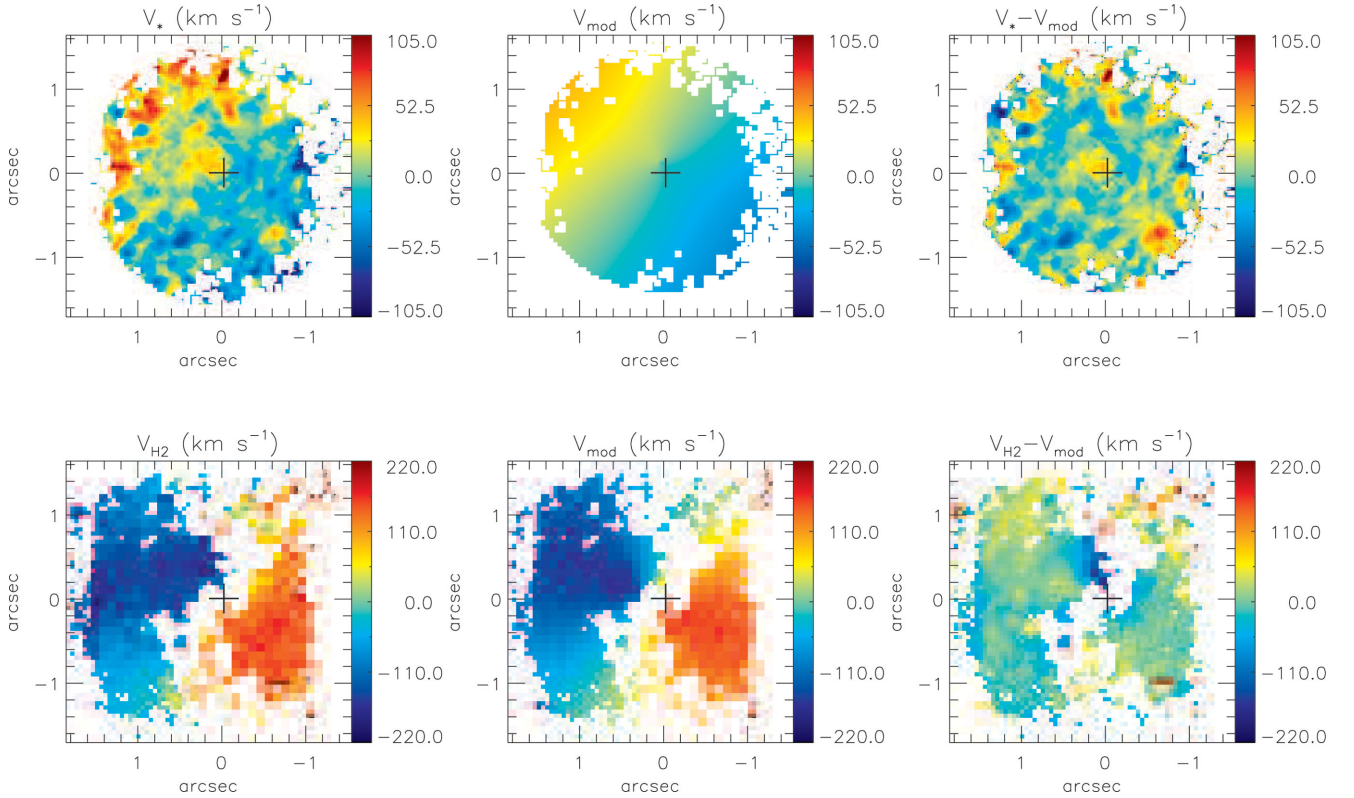 V* (km s−1)
Vmod (km s−1)
V*−Vmod (km s−1)
105.0
52.5
0.0
−52.5
−105.0
105.0
52.5
0.0
−52.5
−105.0
105.0
52.5
0.0
−52.5
−105.0
arcsec
1
0
−1
arcsec
1
0
−1
arcsec
1
0
−1
1 0 −1
1 0 −1
1 0 −1
arcsec
arcsec
arcsec
VH2 (km s−1)
Vmod (km s−1)
VH2−Vmod (km s−1)
220.0
110.0
0.0
−110.0
−220.0
220.0
110.0
0.0
−110.0
−220.0
220.0
110.0
0.0
−110.0
−220.0
arcsec
1
0
−1
arcsec
1
0
−1
arcsec
1
0
−1
1 0 −1
1 0 −1
1 0 −1
arcsec
arcsec
arcsec